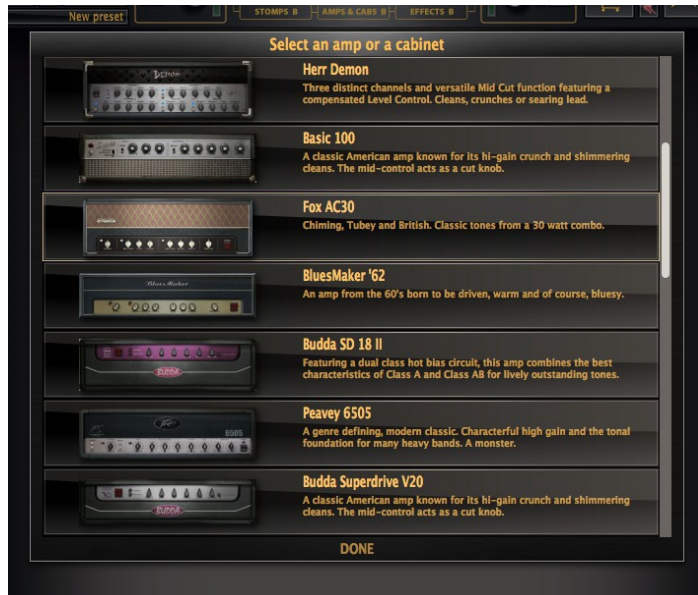 New preset
STOMPS B
AMPS & CABS B
EFFECTS B
Select an amp or a cabinet
DEMON
Herr Demon
Three distinct channels and versatile Mid Cut function featuring a
compensated Level Control. Cleans, crunches or searing lead.
Basic 100
A classic American amp known for its hi-gain crunch and shimmering
cleans. The mid-control acts as a cut knob.
Fox AC30
Chiming, Tubey and British. Classic tones from a 30 watt combo.
Blues Maker
BluesMaker '62
An amp from the 60's born to be driven, warm and of course, bluesy.
BUDDA
Budda SD 18 II
Featuring a dual class hot bias circuit, this amp combines the best
characteristics of Class A and Class AB for lively outstanding tones.
Peavey
6505
Peavey 6505
A genre defining, modern classic. Characterful high gain and the tonal
foundation for many heavy bands. A monster.
BUDDA
Budda Superdrive V20
A classic American amp known for its hi-gain crunch and shimmering
cleans. The mid-control acts as a cut knob.
DONE